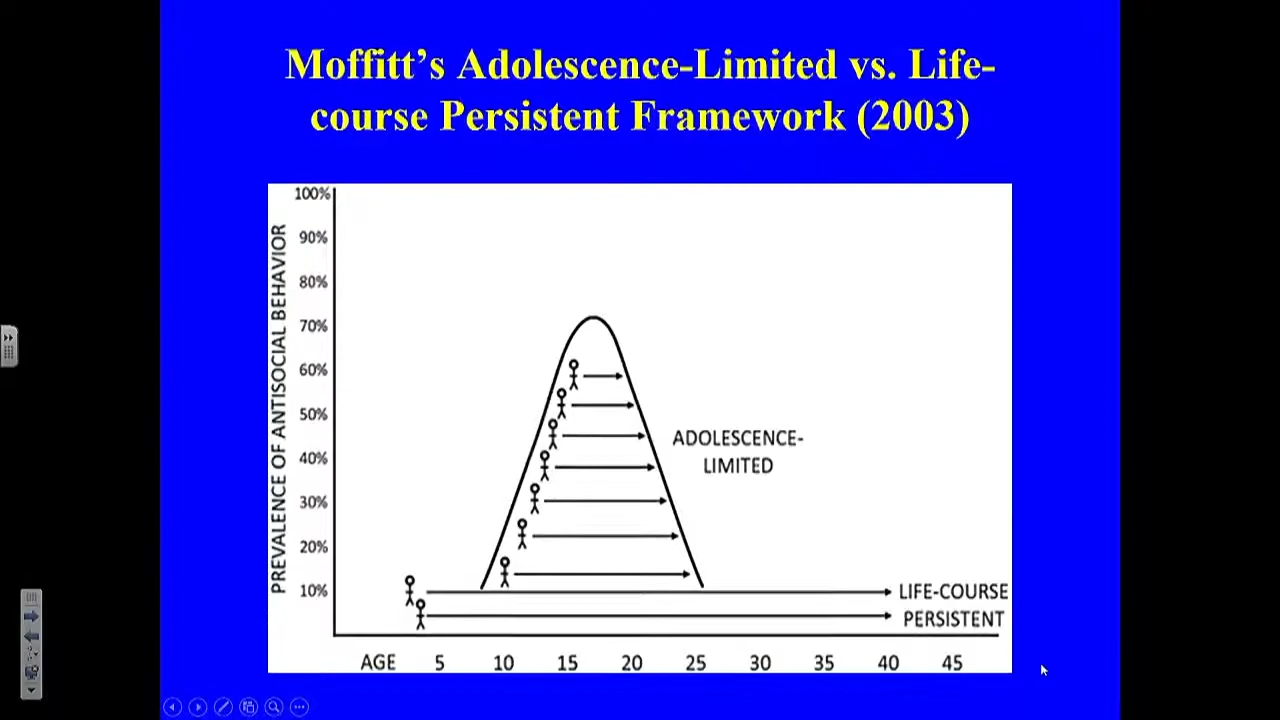 Moffitt's Adolescence-Limited vs. Life-
course Persistent Framework (2003)
PREVALENCE OF ANTISOCIAL BEHAVIOR
100%
90%
80%
70%
60%
50%
40%
30%
20%
10%
ADOLESCENCE-
LIMITED
LIFE-COURSE
PERSISTENT
AGE 5 10 15 20 25 30 35 40 45